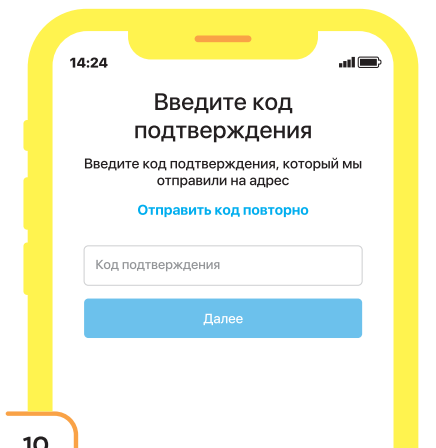 14:24
Введите код
подтверждения
Введите код подтверждения, который мы
отправили на адрес
Отправить код повторно
Код подтверждения
Далее
10